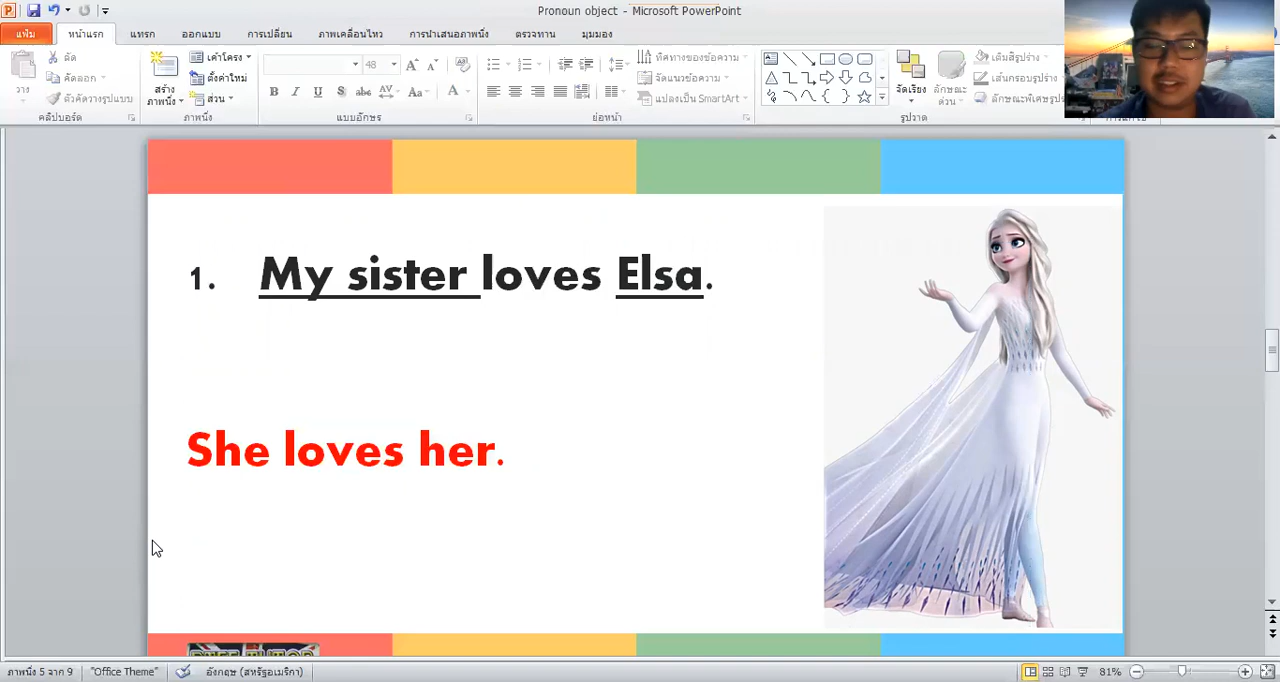 Pronoun object - Microsoft PowerPoint
แฟ้ม หน้าแรก แทรก ออกแบบ การเปลี่ยน ภาพเคลื่อนไหว การนำเสนอภาพนิ่ง ตรวจทาน มุมมอง
วาง
ตัด
คัดลอก
ตัวคัดวางรูปแบบ
คลิปบอร์ด
สร้าง
ภาพนิ่ง
เค้าโครง
ตั้งค่าใหม่
ส่วน
ภาพนิ่ง
48
B I U S abc AV Aa A
แบบอักษร
ทิศทางของข้อความ
จัดแนวข้อความ
แปลงเป็น SmartArt
ย่อหน้า
จัดเรียง
ลักษณะ
ด่วน
เติมสีรูปร่าง
เส้นกรอบรูปร่าง
ลักษณะพิเศษรูปร่าง
รูปวาด
1. My sister loves Elsa.
She loves her.
ภาพนิ่ง 5 จาก 9 "Office Theme" อังกฤษ (สหรัฐอเมริกา) 81%